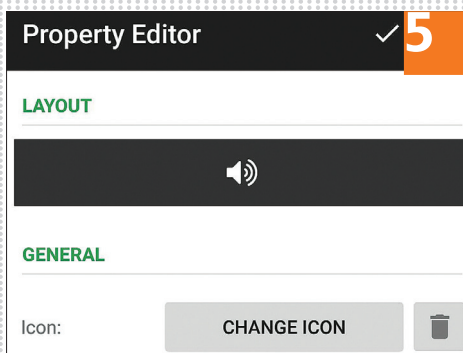 Property Editor
5
LAYOUT
GENERAL
Icon:
CHANGE ICON